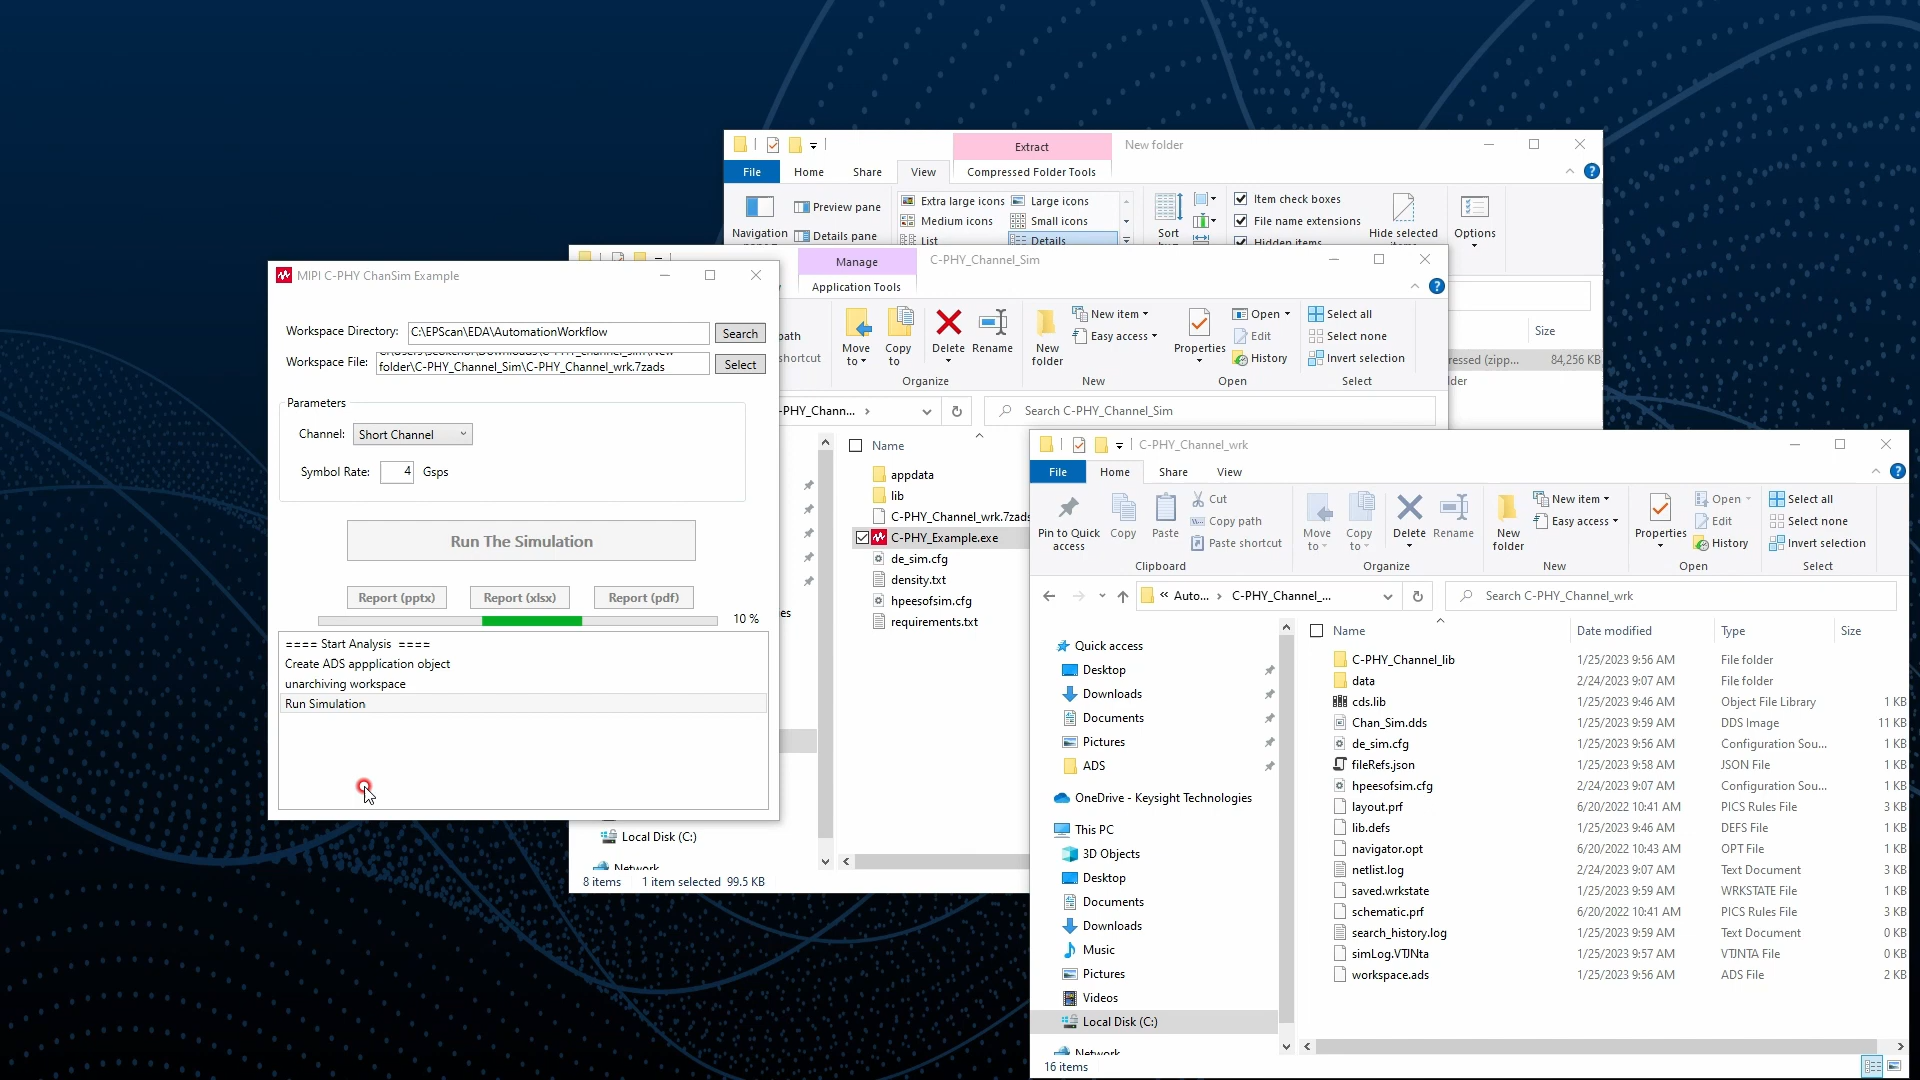 Extract
New folder
File
Home
Share
View
Compressed Folder Tools
Navigation
Preview pane
Details pane
Extra large icons
Large icons
Medium icons
Small icons
List
Details
Sort
Item check boxes
File name extensions
Hidden items
Hide selected
Options
Size
ressed (zipp...
84,256 KB
Manage
C-PHY_Channel_Sim
Application Tools
Move to
Copy to
Delete
Rename
Organize
New folder
New item
Easy access
New
Properties
Open
Edit
History
Open
Select all
Select none
Invert selection
Select
-PHY_Chann...
Search C-PHY_Channel_Sim
Name
appdata
lib
C-PHY_Channel_wrk.7zads
C-PHY_Example.exe
de_sim.cfg
density.txt
hpeesofsim.cfg
requirements.txt
Local Disk (C:)
Network
8 items
1 item selected 99.5 KB
MIPI C-PHY ChanSim Example
Workspace Directory:
C:\EPScan\EDA\AutomationWorkflow
Search
Workspace File:
folder\C-PHY_Channel_Sim\C-PHY_Channel_wrk.7zads
Select
Parameters
Channel:
Short Channel
Symbol Rate:
4
Gsps
Run The Simulation
Report (pptx)
Report (xlsx)
Report (pdf)
10 %
==== Start Analysis ====
Create ADS appplication object
unarchiving workspace
Run Simulation
C-PHY_Channel_wrk
File
Home
Share
View
Pin to Quick access
Copy
Paste
Cut
Copy path
Paste shortcut
Clipboard
Move to
Copy to
Delete
Rename
Organize
New folder
New item
Easy access
New
Properties
Open
Edit
History
Open
Select all
Select none
Invert selection
Select
« Auto... › C-PHY_Channel_...
Search C-PHY_Channel_wrk
Quick access
Desktop
Downloads
Documents
Pictures
ADS
OneDrive - Keysight Technologies
This PC
3D Objects
Desktop
Documents
Downloads
Music
Pictures
Videos
Local Disk (C:)
Network
Name Date modified Type Size
C-PHY_Channel_lib 1/25/2023 9:56 AM File folder
data 2/24/2023 9:07 AM File folder
cds.lib 1/25/2023 9:46 AM Object File Library 1 KB
Chan_Sim.dds 1/25/2023 9:59 AM DDS Image 11 KB
de_sim.cfg 1/25/2023 9:56 AM Configuration Sou... 1 KB
fileRefs.json 1/25/2023 9:58 AM JSON File 1 KB
hpeesofsim.cfg 2/24/2023 9:07 AM Configuration Sou... 1 KB
layout.prf 6/20/2022 10:41 AM PICS Rules File 3 KB
lib.defs 1/25/2023 9:46 AM DEFS File 1 KB
navigator.opt 6/20/2022 10:43 AM OPT File 1 KB
netlist.log 2/24/2023 9:07 AM Text Document 3 KB
saved.wrkstate 1/25/2023 9:59 AM WRKSTATE File 1 KB
schematic.prf 6/20/2022 10:41 AM PICS Rules File 3 KB
search_history.log 1/25/2023 9:59 AM Text Document 0 KB
simLog.VTJNta 1/25/2023 9:57 AM VTJNTA File 0 KB
workspace.ads 1/25/2023 9:56 AM ADS File 2 KB
16 items